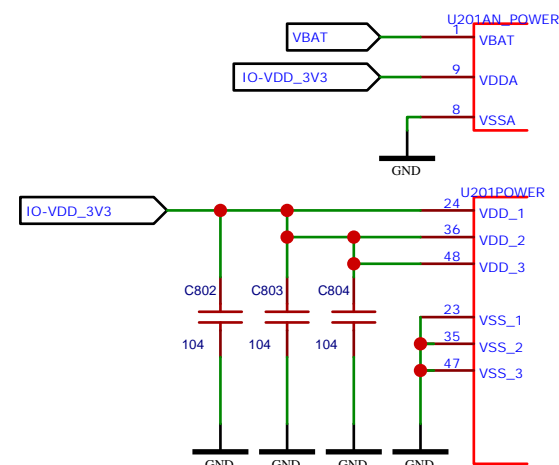 U201AN_POWER
VBAT
1
VBAT
IO-VDD_3V3
9
VDDA
8
VSSA
GND
U201POWER
IO-VDD_3V3
24
VDD_1
36
VDD_2
48
VDD_3
C802
C803
C804
104
104
104
23
VSS_1
35
VSS_2
47
VSS_3
GND
GND
GND
GND